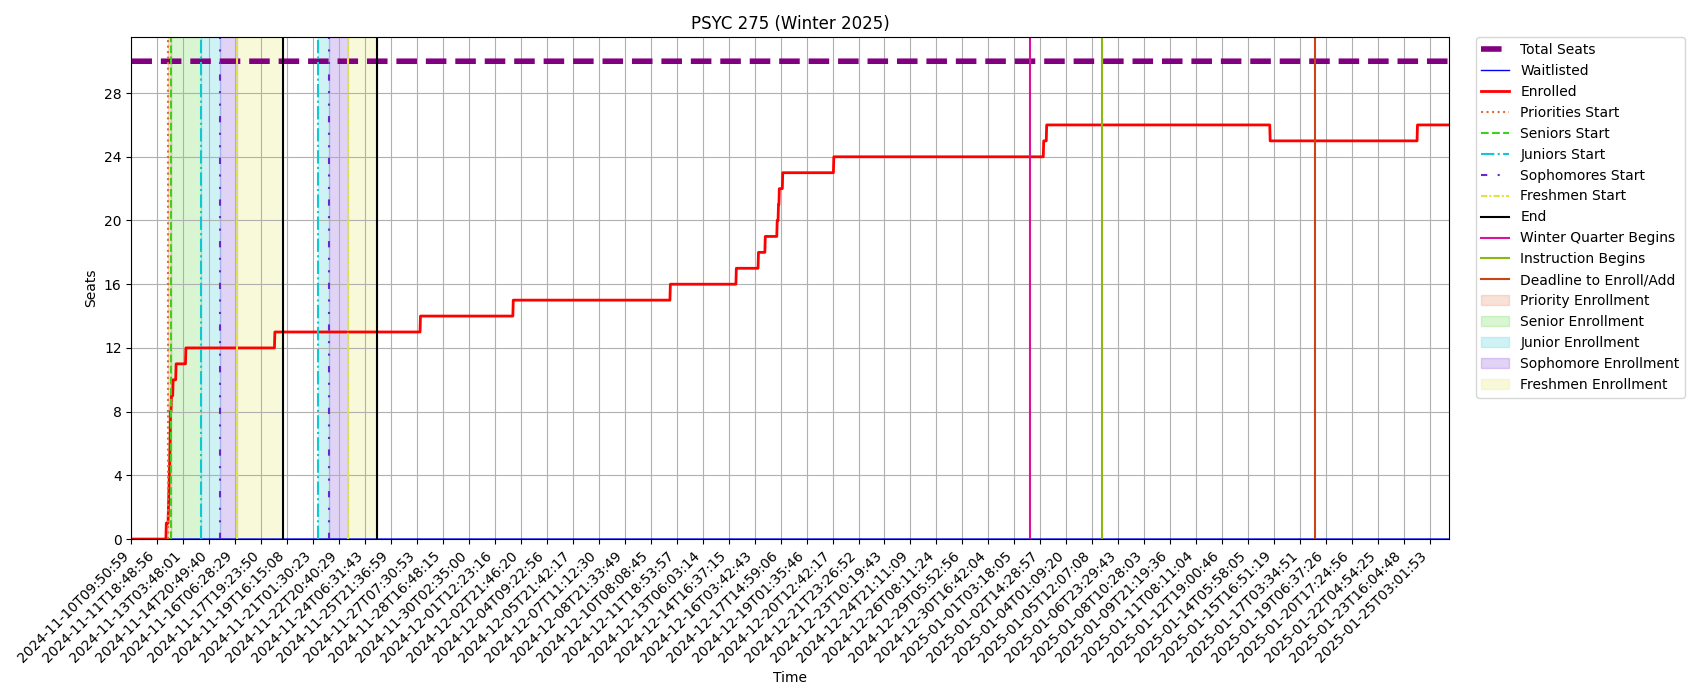 PSYC 275 (Winter 2025)
Total Seats
Waitlisted
Enrolled
Priorities Start
Seniors Start
Juniors Start
Sophomores Start
Freshmen Start
End
Winter Quarter Begins
Instruction Begins
Deadline to Enroll/Add
Priority Enrollment
Senior Enrollment
Junior Enrollment
Sophomore Enrollment
Freshmen Enrollment
Seats
28
24
20
16
12
8
4
0
2024-11-10T09:50:59
2024-11-11T18:48:56
2024-11-13T03:48:01
2024-11-14T20:49:40
2024-11-16T06:28:29
2024-11-17T19:23:50
2024-11-19T16:15:08
2024-11-21T01:30:23
2024-11-22T20:40:29
2024-11-24T06:31:43
2024-11-25T21:36:59
2024-11-27T07:30:53
2024-11-28T16:48:15
2024-11-30T02:35:00
2024-12-01T12:23:16
2024-12-02T21:46:20
2024-12-04T09:22:56
2024-12-05T21:42:17
2024-12-07T11:12:30
2024-12-08T21:33:49
2024-12-10T08:08:45
2024-12-11T18:53:57
2024-12-13T06:03:14
2024-12-14T16:37:15
2024-12-16T03:42:43
2024-12-17T14:59:06
2024-12-19T01:35:46
2024-12-20T12:42:17
2024-12-21T23:26:52
2024-12-23T10:19:43
2024-12-24T21:11:09
2024-12-26T08:11:24
2024-12-29T05:52:56
2024-12-30T16:42:04
2025-01-01T03:18:05
2025-01-02T14:28:57
2025-01-04T01:09:20
2025-01-05T12:07:08
2025-01-06T23:29:43
2025-01-08T10:28:03
2025-01-09T21:19:36
2025-01-11T08:11:04
2025-01-12T19:00:46
2025-01-14T05:58:05
2025-01-15T16:51:19
2025-01-17T03:34:51
2025-01-19T06:37:26
2025-01-20T17:24:56
2025-01-22T04:54:25
2025-01-23T16:04:48
2025-01-25T03:01:53
Time